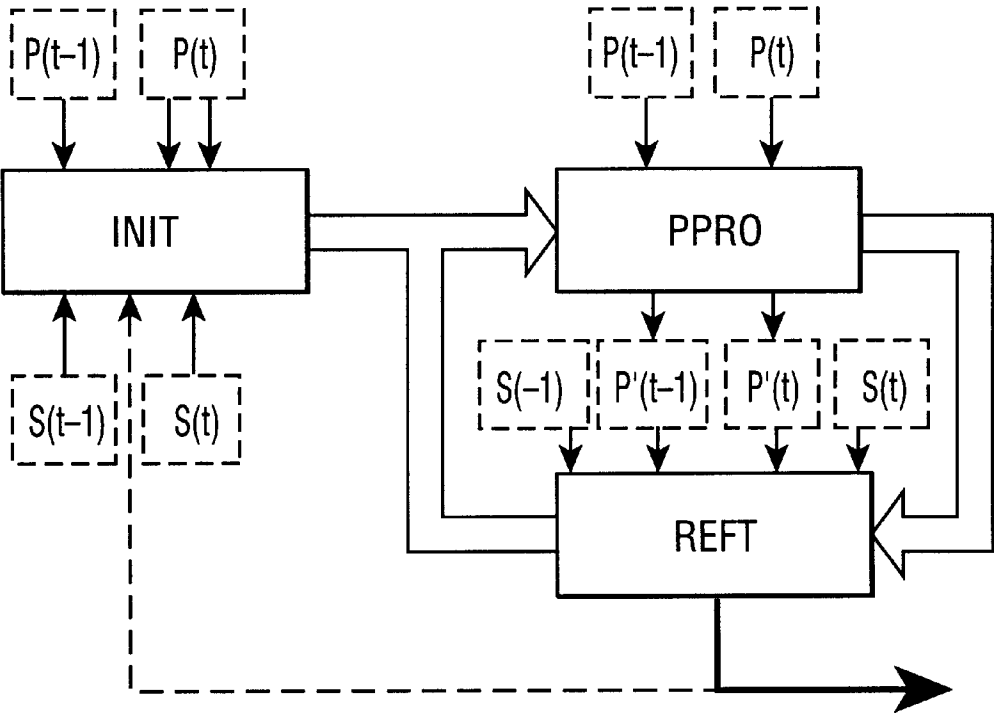 P(t–1) P(t) P(t–1) P(t)
INIT PPRO
S(–1) P'(t–1) P'(t) S(t)
S(t–1) S(t)
REFT